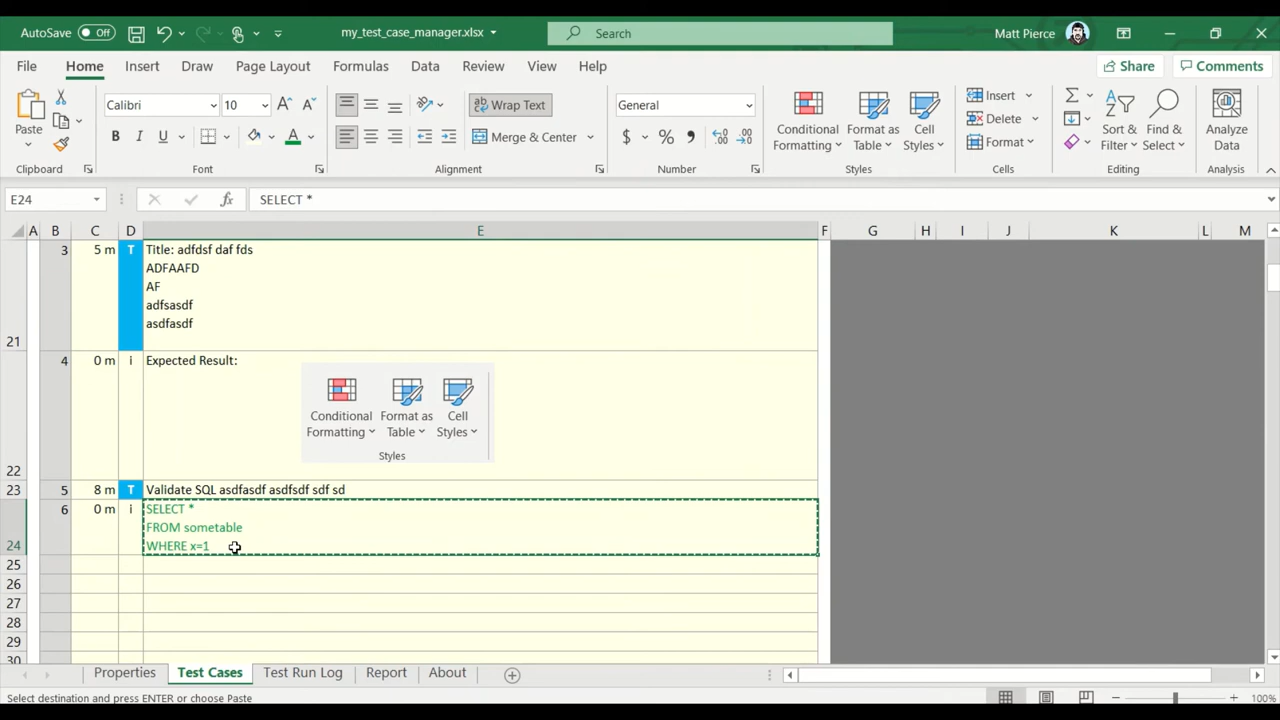 AutoSave Off my_test_case_manager.xlsx Search Matt Pierce
File Home Insert Draw Page Layout Formulas Data Review View Help Share Comments
Paste
Calibri 10
B I U A
Wrap Text
Merge & Center
General
$ %
Conditional Formatting
Format as Table
Cell Styles
Insert
Delete
Format
Sort & Filter
Find & Select
Analyze Data
Clipboard Font Alignment Number Styles Cells Editing Analysis
E24 fx SELECT *
A B C D E F G H I J K L M
3 5 m T Title: adfdsf daf fds
ADFAAFD
AF
adfsasdf
asdfasdf
21
4 0 m i Expected Result:
Conditional Formatting
Format as Table
Cell Styles
Styles
22
23 5 8 m T Validate SQL asdfasdf asdfsdf sdf sd
6 0 m i SELECT *
FROM sometable
24 WHERE x=1
25
26
27
28
29
30
Properties Test Cases Test Run Log Report About
Select destination and press ENTER or choose Paste 100%